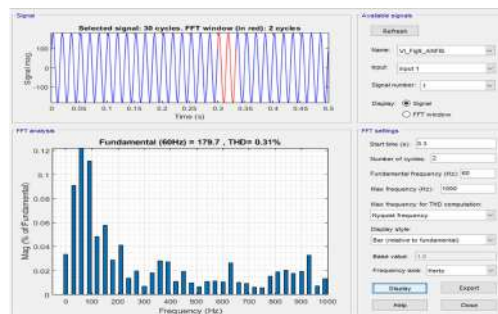 Signal
Selected signal: 30 cycles. FFT window (in red): 2 cycles
Signal mag.
100
0
-100
0
0.05
0.1
0.15
0.2
0.25
0.3
0.35
0.4
0.45
0.5
Time (s)
FFT analysis
Fundamental (60Hz) = 179.7 , THD= 0.31%
Mag (% of Fundamental)
0.12
0.1
0.08
0.06
0.04
0.02
0
0
100
200
300
400
500
600
700
800
900
1000
Frequency (Hz)
Available signals
Refresh
Name:
Input:
Input 1
Signal number:
1
Display:
Signal
FFT window
FFT settings
Start time (s):
0.3
Number of cycles:
2
Fundamental frequency (Hz):
60
Max frequency (Hz):
1000
Max frequency for THD computation:
Nyquist frequency
Display style:
Bar (relative to fundamental)
Base value:
1.0
Frequency axis:
Hertz
Display
Export
Help
Close